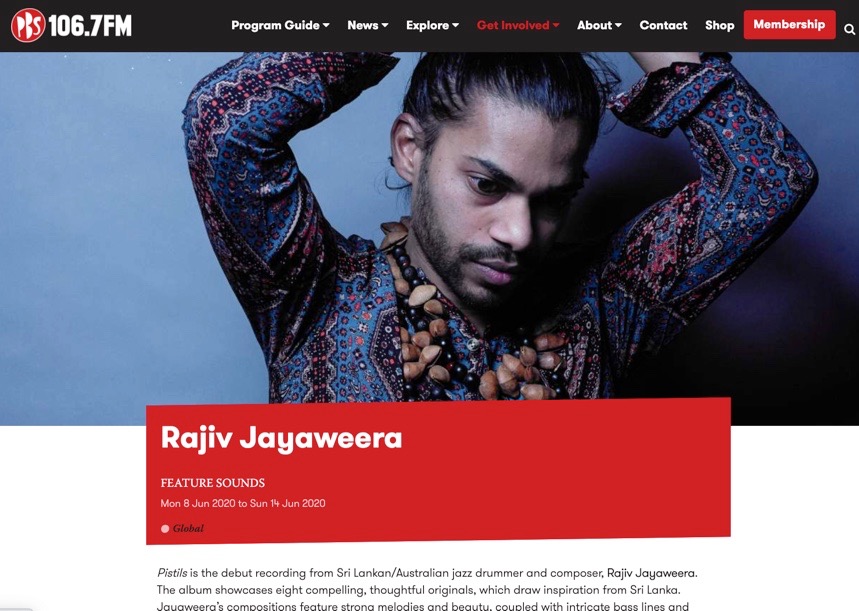 PBS 106.7FM
Program Guide News Explore Get Involved About Contact Shop Membership
Rajiv Jayaweera
FEATURE SOUNDS
Mon 8 Jun 2020 to Sun 14 Jun 2020
Global
Pistils is the debut recording from Sri Lankan/Australian jazz drummer and composer, Rajiv Jayaweera.
The album showcases eight compelling, thoughtful originals, which draw inspiration from Sri Lanka.
Jayaweera's compositions feature strong melodies and beauty, coupled with intricate bass lines and